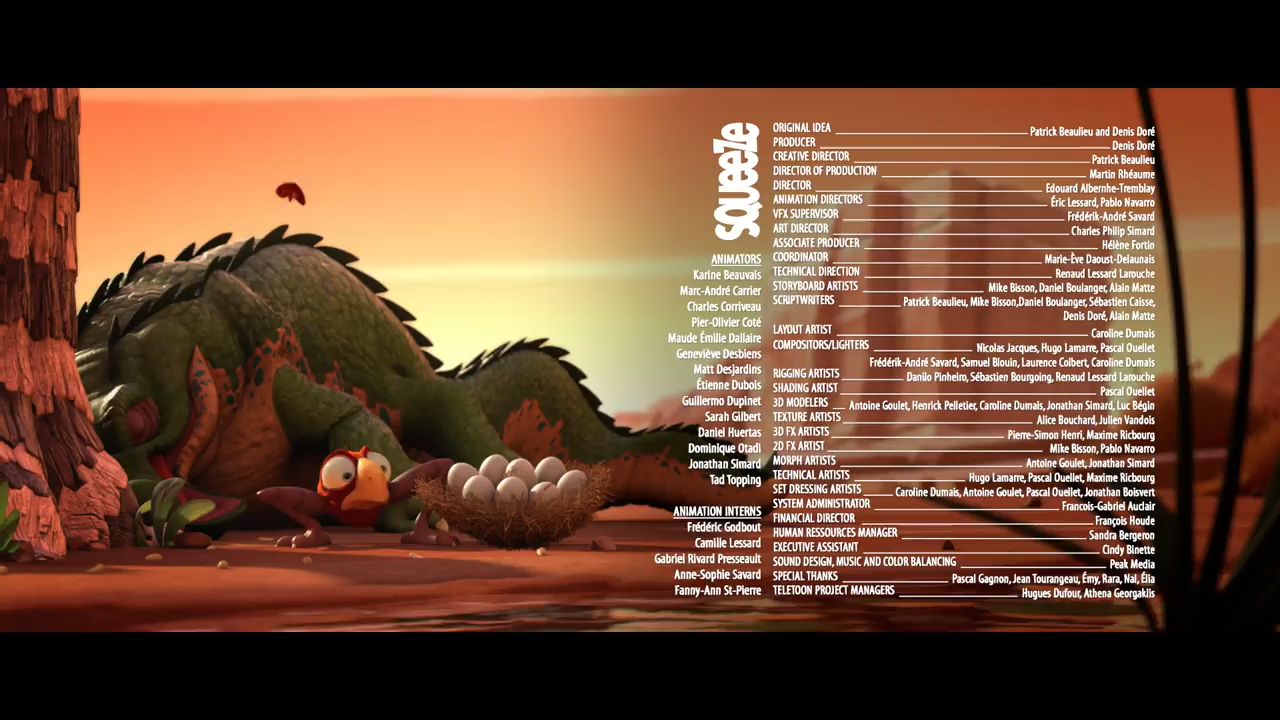 squeeze
ANIMATORS
Karine Beauvais
Marc-André Carrier
Charles Corriveau
Pier-Olivier Coté
Maude Émilie Dallaire
Geneviève Desbiens
Matt Desjardins
Étienne Dubois
Guillermo Dupinet
Sarah Gilbert
Daniel Huertas
Dominique Otadi
Jonathan Simard
Tad Topping
ANIMATION INTERNS
Frédéric Godbout
Camille Lessard
Gabriel Rivard Presseault
Anne-Sophie Savard
Fanny-Ann St-Pierre
ORIGINAL IDEA Patrick Beaulieu and Denis Doré
PRODUCER Denis Doré
CREATIVE DIRECTOR Patrick Beaulieu
DIRECTOR OF PRODUCTION Martin Rhéaume
DIRECTOR Edouard Albernhe-Tremblay
ANIMATION DIRECTORS Éric Lessard, Pablo Navarro
VFX SUPERVISOR Frédérik-André Savard
ART DIRECTOR Charles Philip Simard
ASSOCIATE PRODUCER Hélène Fortin
COORDINATOR Marie-Ève Daoust-Delaunais
TECHNICAL DIRECTION Renaud Lessard Larouche
STORYBOARD ARTISTS Mike Bisson, Daniel Boulanger, Alain Matte
SCRIPTWRITERS Patrick Beaulieu, Mike Bisson,Daniel Boulanger, Sébastien Caisse,
Denis Doré, Alain Matte
LAYOUT ARTIST Caroline Dumais
COMPOSITORS/LIGHTERS Nicolas Jacques, Hugo Lamarre, Pascal Ouellet
Frédérik-André Savard, Samuel Blouin, Laurence Colbert, Caroline Dumais
RIGGING ARTISTS Danilo Pinheiro, Sébastien Bourgoing, Renaud Lessard Larouche
SHADING ARTIST Pascal Ouellet
3D MODELERS Antoine Goulet, Henrick Pelletier, Caroline Dumais, Jonathan Simard, Luc Bégin
TEXTURE ARTISTS Alice Bouchard, Julien Vandois
3D FX ARTISTS Pierre-Simon Henri, Maxime Ricbourg
2D FX ARTIST Mike Bisson, Pablo Navarro
MORPH ARTISTS Antoine Goulet, Jonathan Simard
TECHNICAL ARTISTS Hugo Lamarre, Pascal Ouellet, Maxime Ricbourg
SET DRESSING ARTISTS Caroline Dumais, Antoine Goulet, Pascal Ouellet, Jonathan Boisvert
SYSTEM ADMINISTRATOR Francois-Gabriel Auclair
FINANCIAL DIRECTOR François Houde
HUMAN RESSOURCES MANAGER Sandra Bergeron
EXECUTIVE ASSISTANT Cindy Binette
SOUND DESIGN, MUSIC AND COLOR BALANCING Peak Media
SPECIAL THANKS Pascal Gagnon, Jean Tourangeau, Émy, Rara, Nal, Élia
TELETOON PROJECT MANAGERS Hugues Dufour, Athena Georgaklis